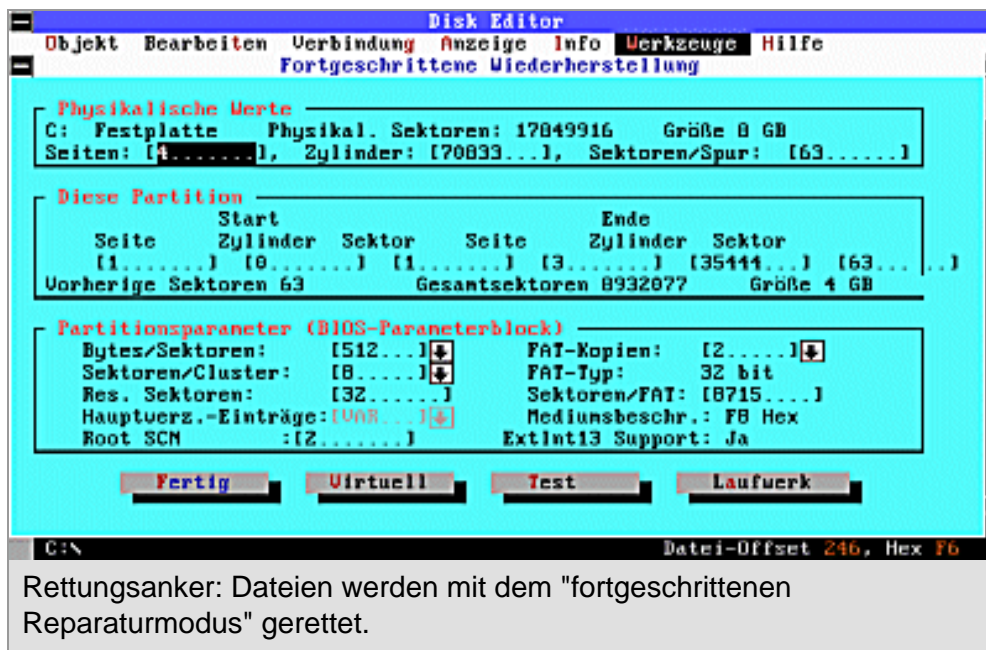 Disk Editor
Objekt Bearbeiten Verbindung Anzeige Info Werkzeuge Hilfe
Fortgeschrittene Wiederherstellung
Physikalische Werte
C: Festplatte Physikal. Sektoren: 17849916 Größe 8 GB
Seiten: [4.......], Zylinder: [70833...], Sektoren/Spur: [63......]
Diese Partition
Start Ende
Seite Zylinder Sektor Seite Zylinder Sektor
[1.......] [0.......] [1.......] [3.......] [35444...] [63... ..]
Vorherige Sektoren 63 Gesamtsektoren 8932077 Größe 4 GB
Partitionsparameter (BIOS-Parameterblock)
Bytes/Sektoren: [512...] FAT-Kopien: [2.....]
Sektoren/Cluster: [8.....] FAT-Typ: 32 bit
Res. Sektoren: [32......] Sektoren/FAT: [8715....]
Hauptverz.-Einträge:[VAR...] Mediumsbeschr.: F8 Hex
Root SCN :[2.......] ExtInt13 Support: Ja
Fertig Virtuell Test Laufwerk
C:\ Datei-Offset 246, Hex F6
Rettungsanker: Dateien werden mit dem "fortgeschrittenen
Reparaturmodus" gerettet.